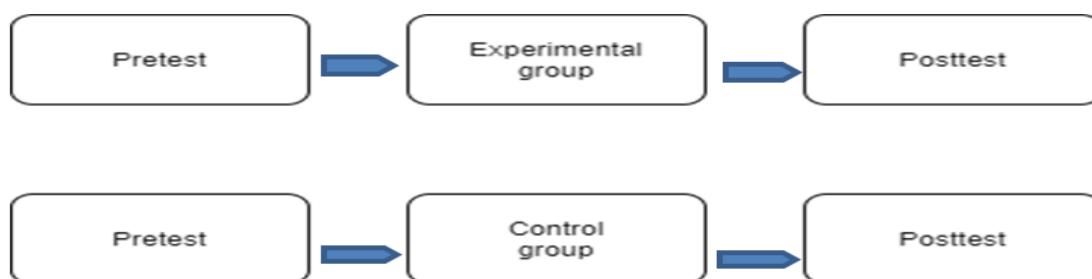 Pretest
Experimental
group
Posttest
Pretest
Control
group
Posttest